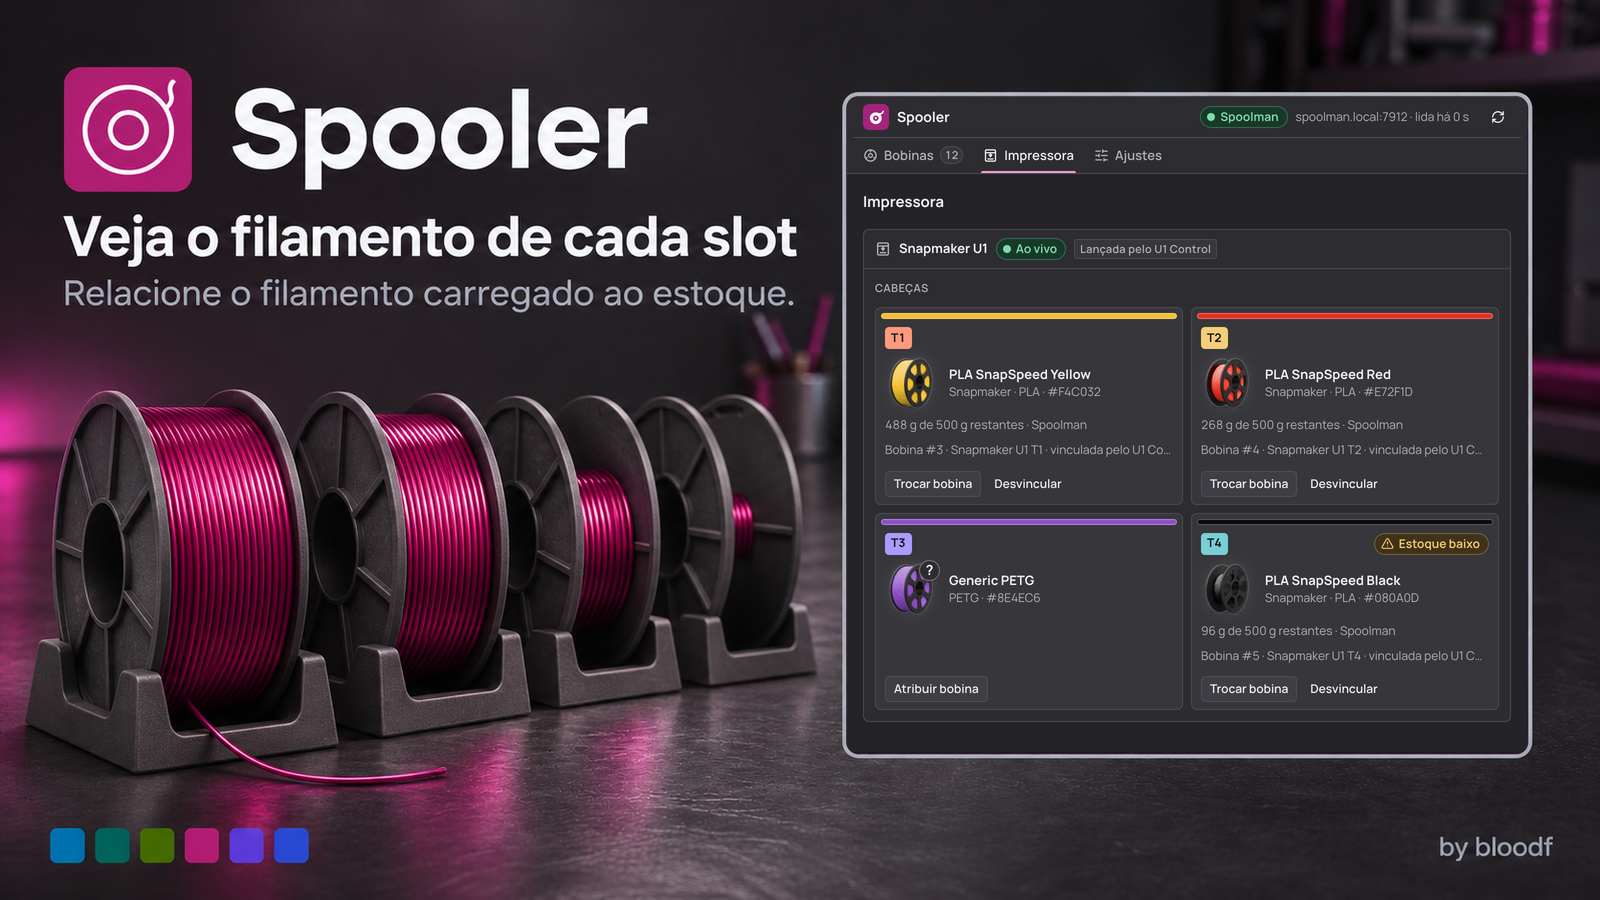 Spooler
Veja o filamento de cada slot
Relacione o filamento carregado ao estoque.
Spooler
Spoolman
spoolman.local:7912 · lida há 0 s
Bobinas 12
Impressora
Ajustes
Impressora
Snapmaker U1
Ao vivo
Lançada pelo U1 Control
CABEÇAS
T1
PLA SnapSpeed Yellow
Snapmaker · PLA · #F4C032
488 g de 500 g restantes · Spoolman
Bobina #3 · Snapmaker U1 T1 · vinculada pelo U1 Co...
Trocar bobina
Desvincular
T2
PLA SnapSpeed Red
Snapmaker · PLA · #E72F1D
268 g de 500 g restantes · Spoolman
Bobina #4 · Snapmaker U1 T2 · vinculada pelo U1 C...
Trocar bobina
Desvincular
T3
?
Generic PETG
PETG · #8E4EC6
Atribuir bobina
T4
Estoque baixo
PLA SnapSpeed Black
Snapmaker · PLA · #080A0D
96 g de 500 g restantes · Spoolman
Bobina #5 · Snapmaker U1 T4 · vinculada pelo U1 C...
Trocar bobina
Desvincular
by bloodf